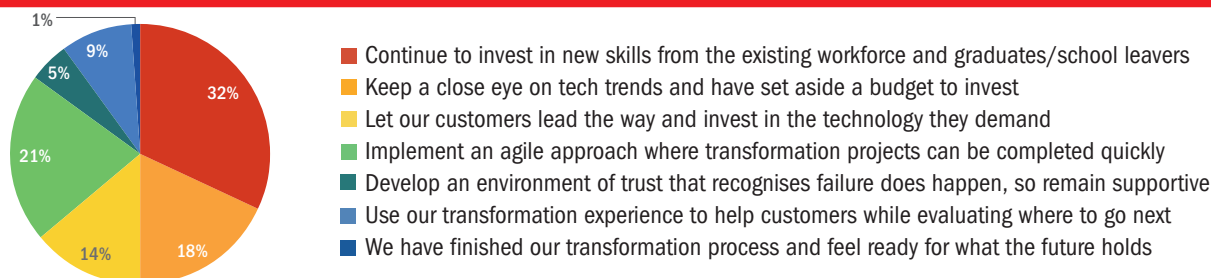 1%
9%
5%
32%
21%
14%
18%
Continue to invest in new skills from the existing workforce and graduates/school leavers
Keep a close eye on tech trends and have set aside a budget to invest
Let our customers lead the way and invest in the technology they demand
Implement an agile approach where transformation projects can be completed quickly
Develop an environment of trust that recognises failure does happen, so remain supportive
Use our transformation experience to help customers while evaluating where to go next
We have finished our transformation process and feel ready for what the future holds